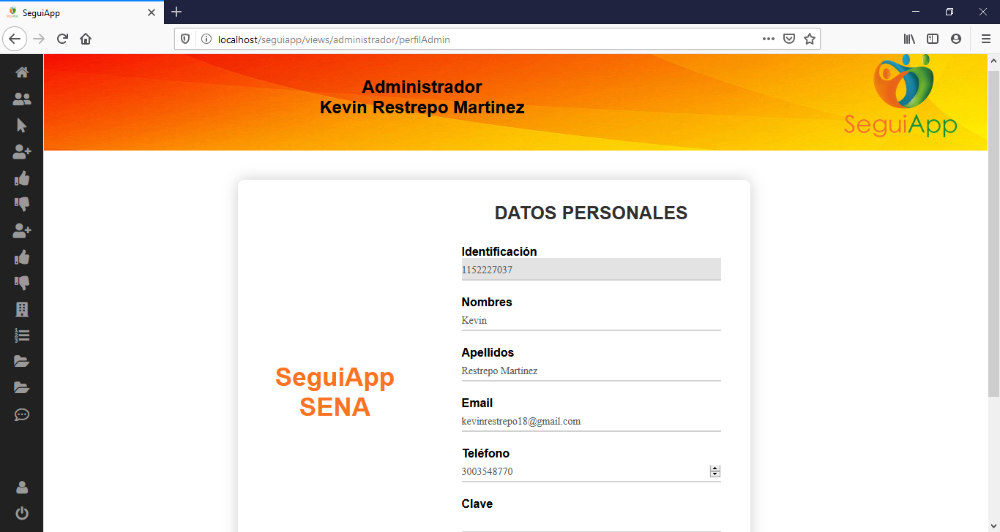 SeguiApp
localhost/seguiapp/views/administrador/perfilAdmin
Administrador
Kevin Restrepo Martinez
SeguiApp
DATOS PERSONALES
Identificación
1152227037
Nombres
Kevin
Apellidos
Restrepo Martinez
SeguiApp
SENA
Email
kevinrestrepo18@gmail.com
Teléfono
3003548770
Clave